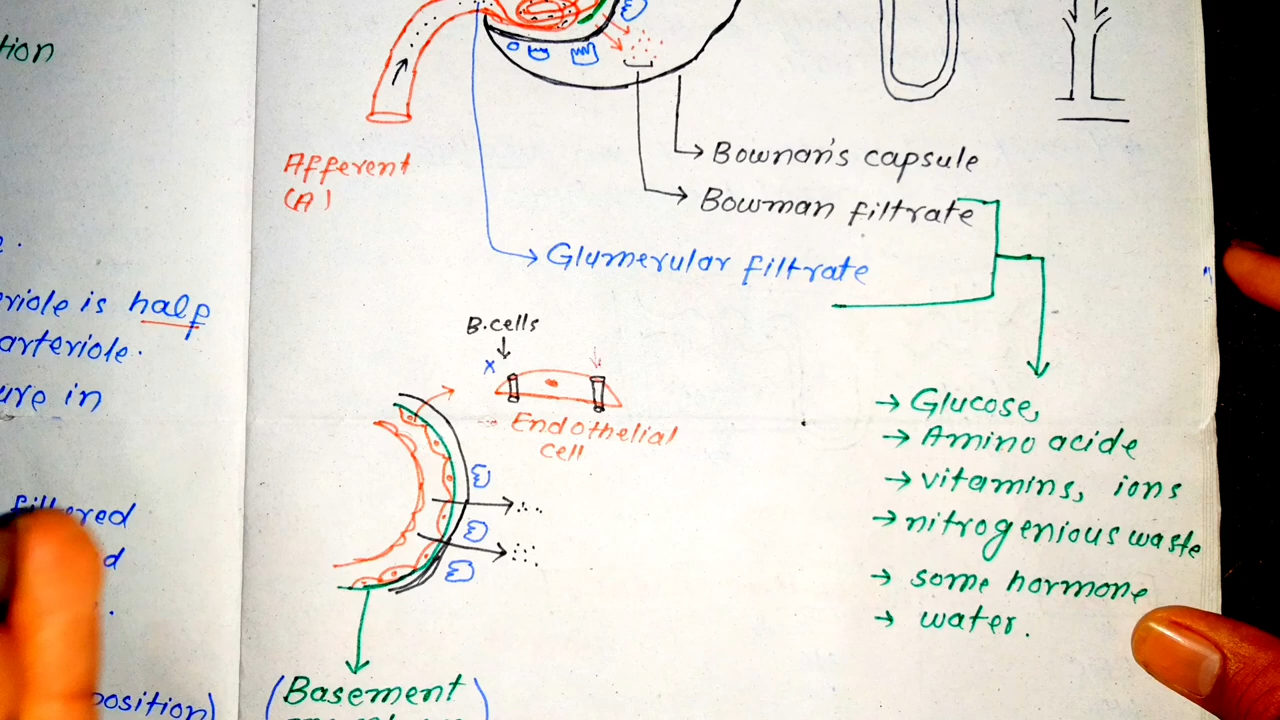 tion
Afferent
(A)
Bowman's capsule
Bowman filtrate
Glumerular filtrate
riole is half
arteriole.
ure in
B.cells
x
Endothelial
cell
→ Glucose,
→ Amino acide
→ vitamins, ions
→ nitrogenious waste
→ some hormone
→ water.
filtered
d
position)
(Basement